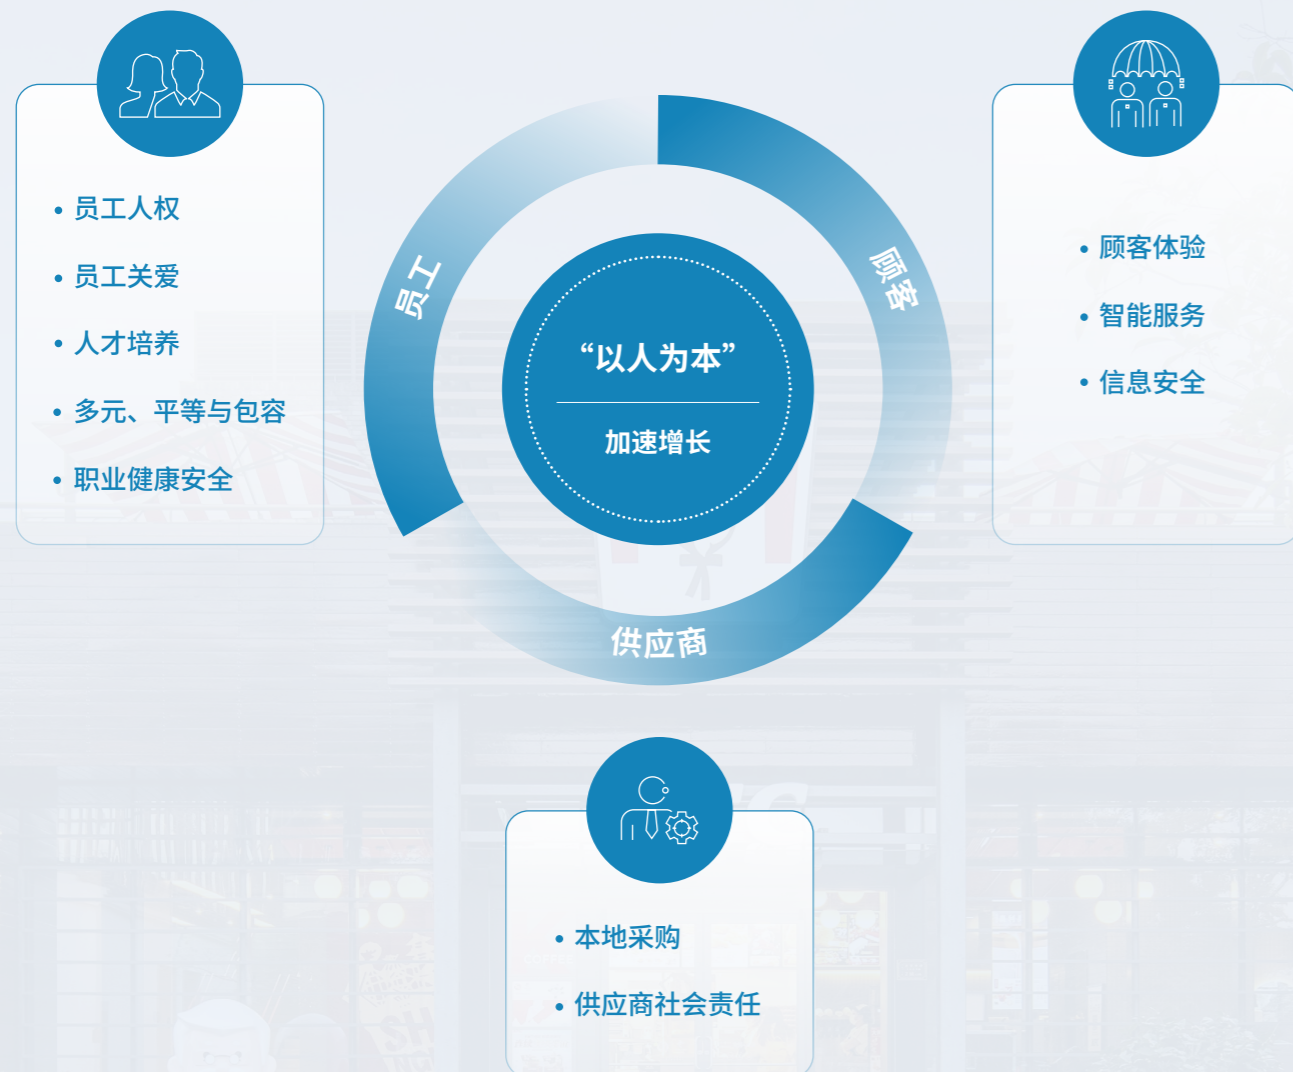 • 员工人权
• 员工关爱
• 人才培养
• 多元、平等与包容
• 职业健康安全
员工
顾客
供应商
“以人为本”
加速增长
• 顾客体验
• 智能服务
• 信息安全
• 本地采购
• 供应商社会责任